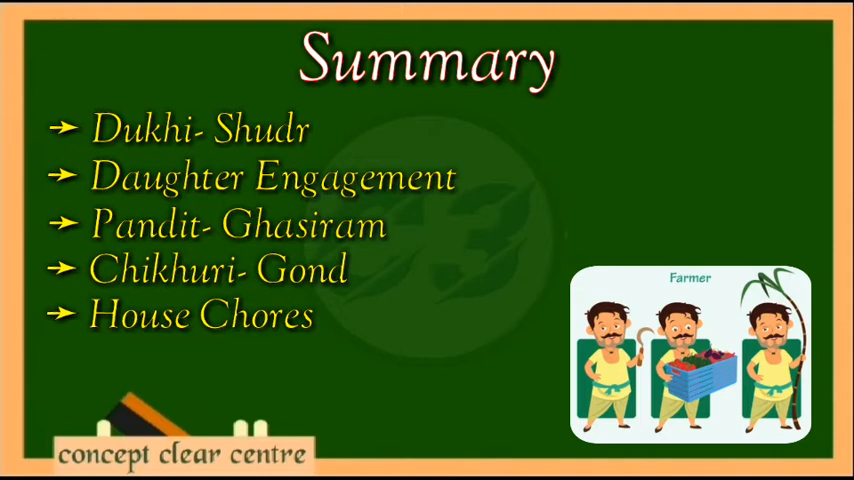 Summary
→ Dukhi- Shudr
→ Daughter Engagement
→ Pandit- Ghasiram
→ Chikhuri- Gond
→ House Chores
Farmer
concept clear centre